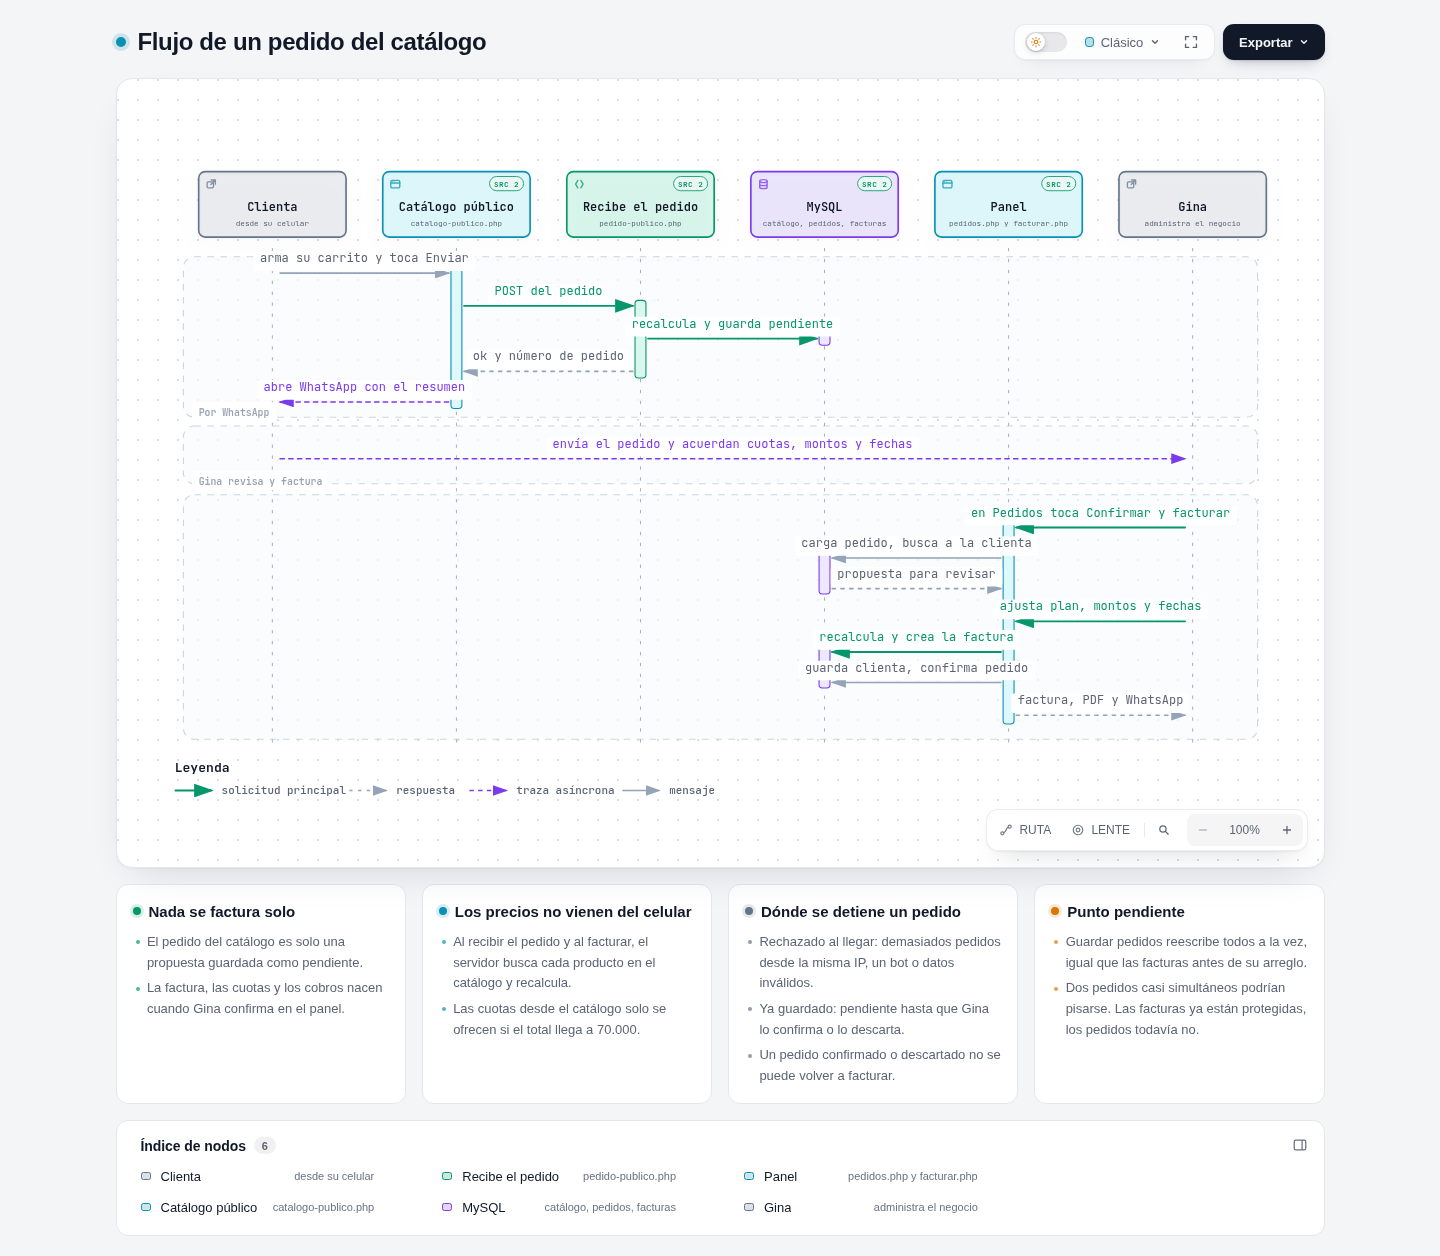 Flujo de un pedido del catálogo
Clásico
Exportar
SRC 2
SRC 2
SRC 2
SRC 2
Clienta
Catálogo público
Recibe el pedido
MySQL
Panel
Gina
desde su celular
catalogo-publico.php
pedido-publico.php
catálogo, pedidos, facturas
pedidos.php y facturar.php
administra el negocio
arma su carrito y toca Enviar
POST del pedido
recalcula y guarda pendiente
ok y número de pedido
abre WhatsApp con el resumen
Por WhatsApp
envía el pedido y acuerdan cuotas, montos y fechas
Gina revisa y factura
en Pedidos toca Confirmar y facturar
carga pedido, busca a la clienta
propuesta para revisar
ajusta plan, montos y fechas
recalcula y crea la factura
guarda clienta, confirma pedido
factura, PDF y WhatsApp
Leyenda
solicitud principal
respuesta
traza asíncrona
mensaje
RUTA
LENTE
100%
Nada se factura solo
El pedido del catálogo es solo una
propuesta guardada como pendiente.
La factura, las cuotas y los cobros nacen
cuando Gina confirma en el panel.
Los precios no vienen del celular
Al recibir el pedido y al facturar, el
servidor busca cada producto en el
catálogo y recalcula.
Las cuotas desde el catálogo solo se
ofrecen si el total llega a 70.000.
Dónde se detiene un pedido
Rechazado al llegar: demasiados pedidos
desde la misma IP, un bot o datos
inválidos.
Ya guardado: pendiente hasta que Gina
lo confirma o lo descarta.
Un pedido confirmado o descartado no se
puede volver a facturar.
Punto pendiente
Guardar pedidos reescribe todos a la vez,
igual que las facturas antes de su arreglo.
Dos pedidos casi simultáneos podrían
pisarse. Las facturas ya están protegidas,
los pedidos todavía no.
Índice de nodos 6
Clienta desde su celular
Recibe el pedido pedido-publico.php
Panel pedidos.php y facturar.php
Catálogo público catalogo-publico.php
MySQL catálogo, pedidos, facturas
Gina administra el negocio